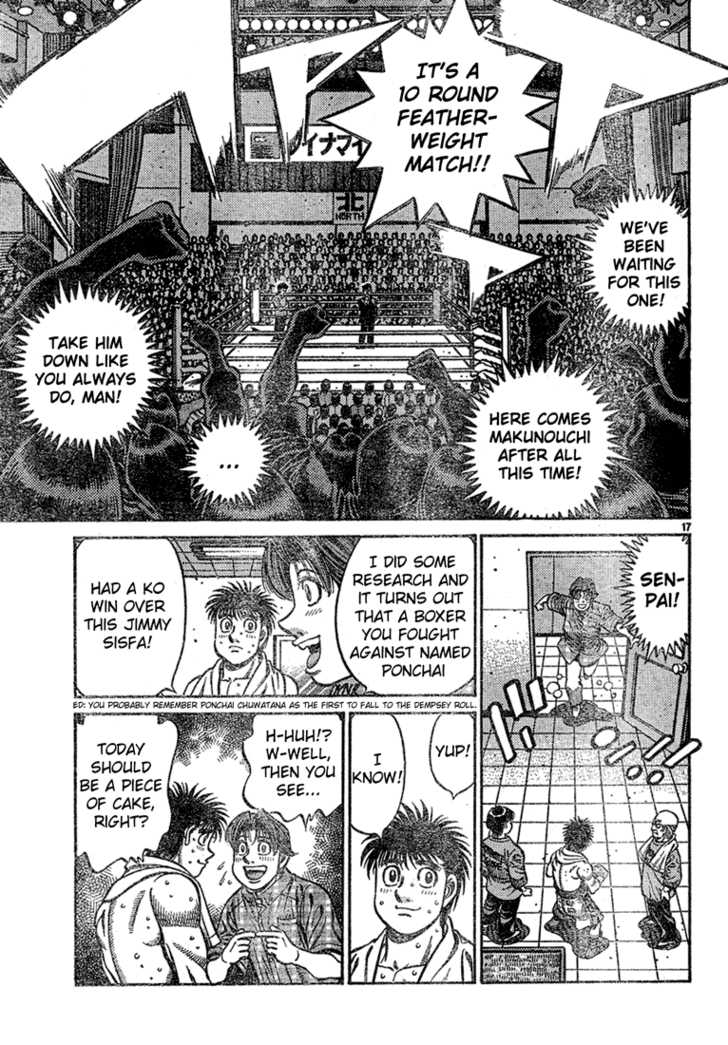 IT'S A
10 ROUND
FEATHER-
WEIGHT
MATCH!!
イナマイ
北
NORTH
WE'VE
BEEN
WAITING
FOR THIS
ONE!
TAKE HIM
DOWN LIKE
YOU ALWAYS
DO, MAN!
...
HERE COMES
MAKUNOUCHI
AFTER ALL
THIS TIME!
17
SEN-
PAI!
I DID SOME
RESEARCH AND
IT TURNS OUT
THAT A BOXER
YOU FOUGHT
AGAINST NAMED
PONCHAI
HAD A KO
WIN OVER
THIS JIMMY
SISFA!
ED: YOU PROBABLY REMEMBER PONCHAI CHUWATANA AS THE FIRST TO FALL TO THE DEMPSEY ROLL.
YUP!
I
KNOW!
H-HUH!?
W-WELL,
THEN YOU
SEE...
TODAY
SHOULD
BE A PIECE
OF CAKE,
RIGHT?